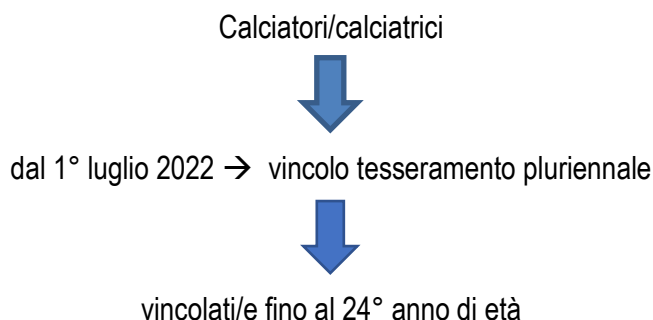 Calciatori/calciatrici
dal 1° luglio 2022 → vincolo tesseramento pluriennale
vincolati/e fino al 24° anno di età